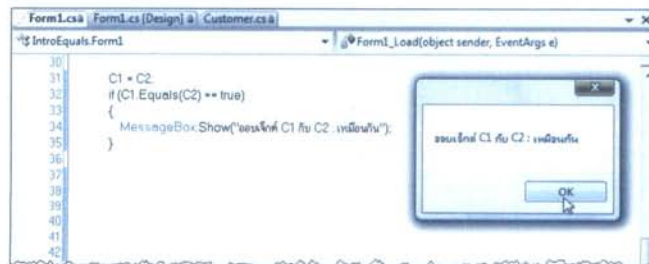 Form1.cs Form1.cs [Design] Customer.cs
IntroEquals.Form1 Form1_Load(object sender, EventArgs e)
30
31 C1 = C2;
32 if (C1.Equals(C2) == true)
33 {
34 MessageBox.Show("ออบเจ็กต์ C1 กับ C2 : เหมือนกัน");
35 }
36
37
38
39
40
41
42
ออบเจ็กต์ C1 กับ C2 : เหมือนกัน
OK